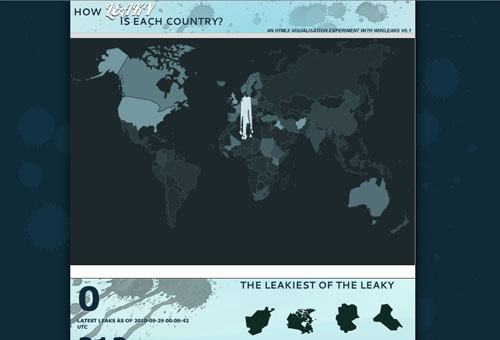 HOW LEAKY
IS EACH COUNTRY?
AN HTML5 VISUALISATION EXPERIMENT WITH WIKILEAKS V0.1
0
THE LEAKIEST OF THE LEAKY
LATEST LEAKS AS OF 2010-09-29 00:09:42
UTC